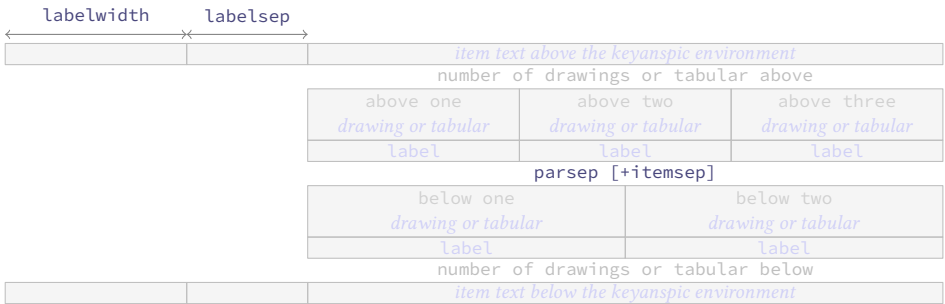 labelwidth labelsep
item text above the keyanspic environment
number of drawings or tabular above
above one above two above three
drawing or tabular drawing or tabular drawing or tabular
label label label
parsep [+itemsep]
below one below two
drawing or tabular drawing or tabular
label label
number of drawings or tabular below
item text below the keyanspic environment